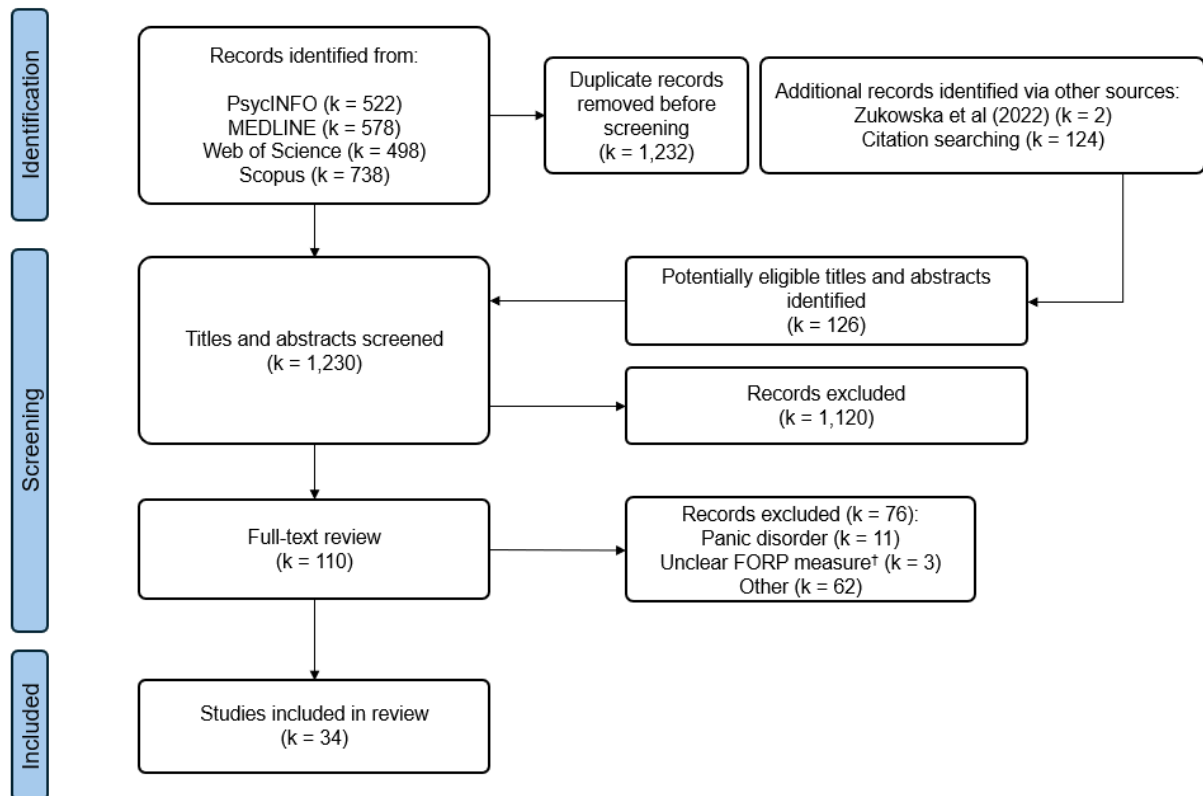 Identification
Records identified from:
PsycINFO (k = 522)
MEDLINE (k = 578)
Web of Science (k = 498)
Scopus (k = 738)
Duplicate records
removed before
screening
(k = 1,232)
Additional records identified via other sources:
Zukowska et al (2022) (k = 2)
Citation searching (k = 124)
Screening
Titles and abstracts screened
(k = 1,230)
Potentially eligible titles and abstracts
identified
(k = 126)
Records excluded
(k = 1,120)
Full-text review
(k = 110)
Records excluded (k = 76):
Panic disorder (k = 11)
Unclear FORP measure† (k = 3)
Other (k = 62)
Included
Studies included in review
(k = 34)